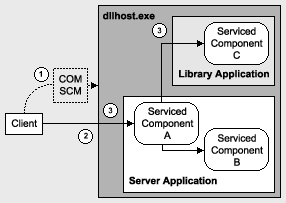 dllhost.exe
3
Serviced
Component
C
Library Application
1
COM
SCM
3
Client
2
Serviced
Component
A
Serviced
Component
B
Server Application